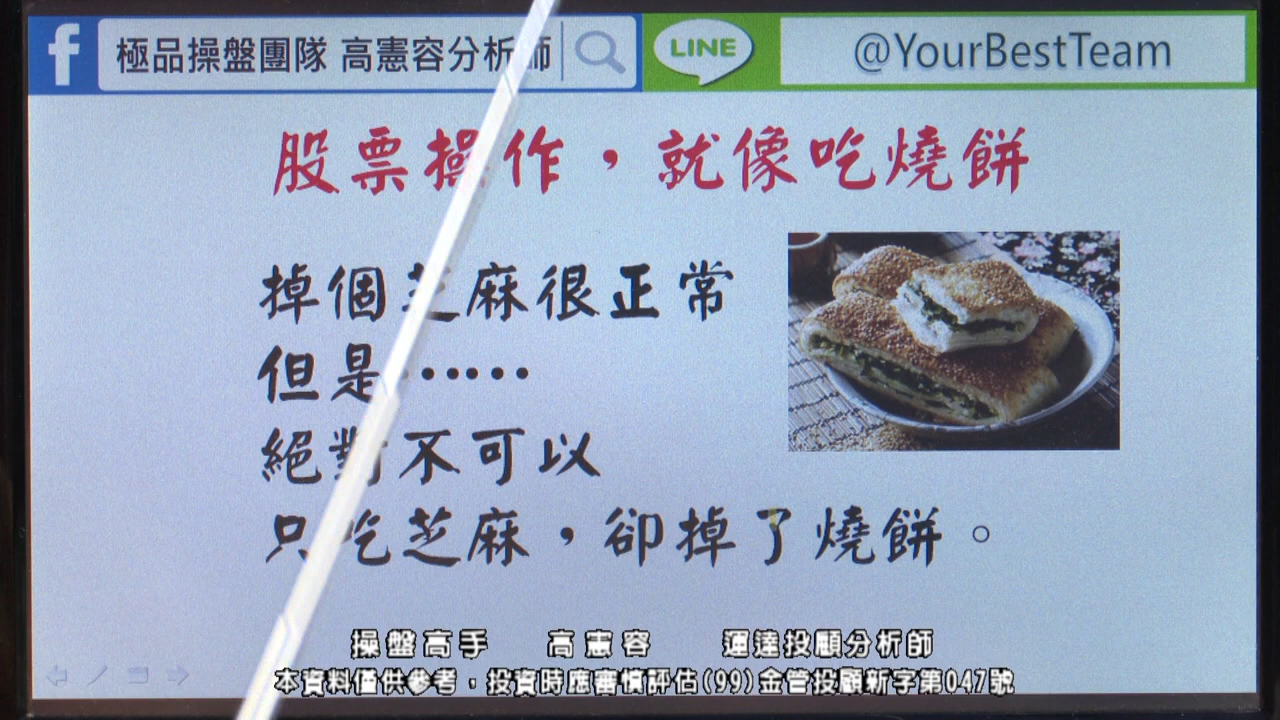 f 極品操盤團隊 高憲容分析師 LINE @YourBestTeam
股票操作，就像吃燒餅
掉個芝麻很正常
但是⋯⋯
絕對不可以
只吃芝麻，卻掉了燒餅。
操盤高手 高憲容 運達投顧分析師
本資料僅供參考，投資時應審慎評估(99)金管投顧新字第047號